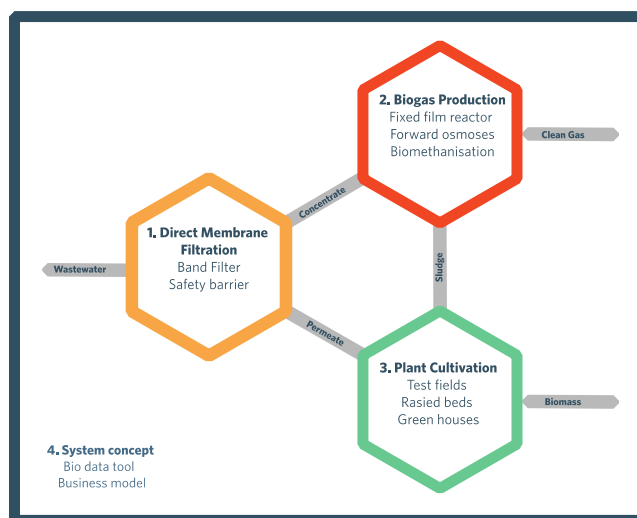 2. Biogas Production
Fixed film reactor
Forward osmoses
Biomethanisation
Clean Gas
Concentrate
1. Direct Membrane
Filtration
Band Filter
Safety barrier
Wastewater
Sludge
Permeate
3. Plant Cultivation
Test fields
Rasied beds
Green houses
Biomass
4. System concept
Bio data tool
Business model